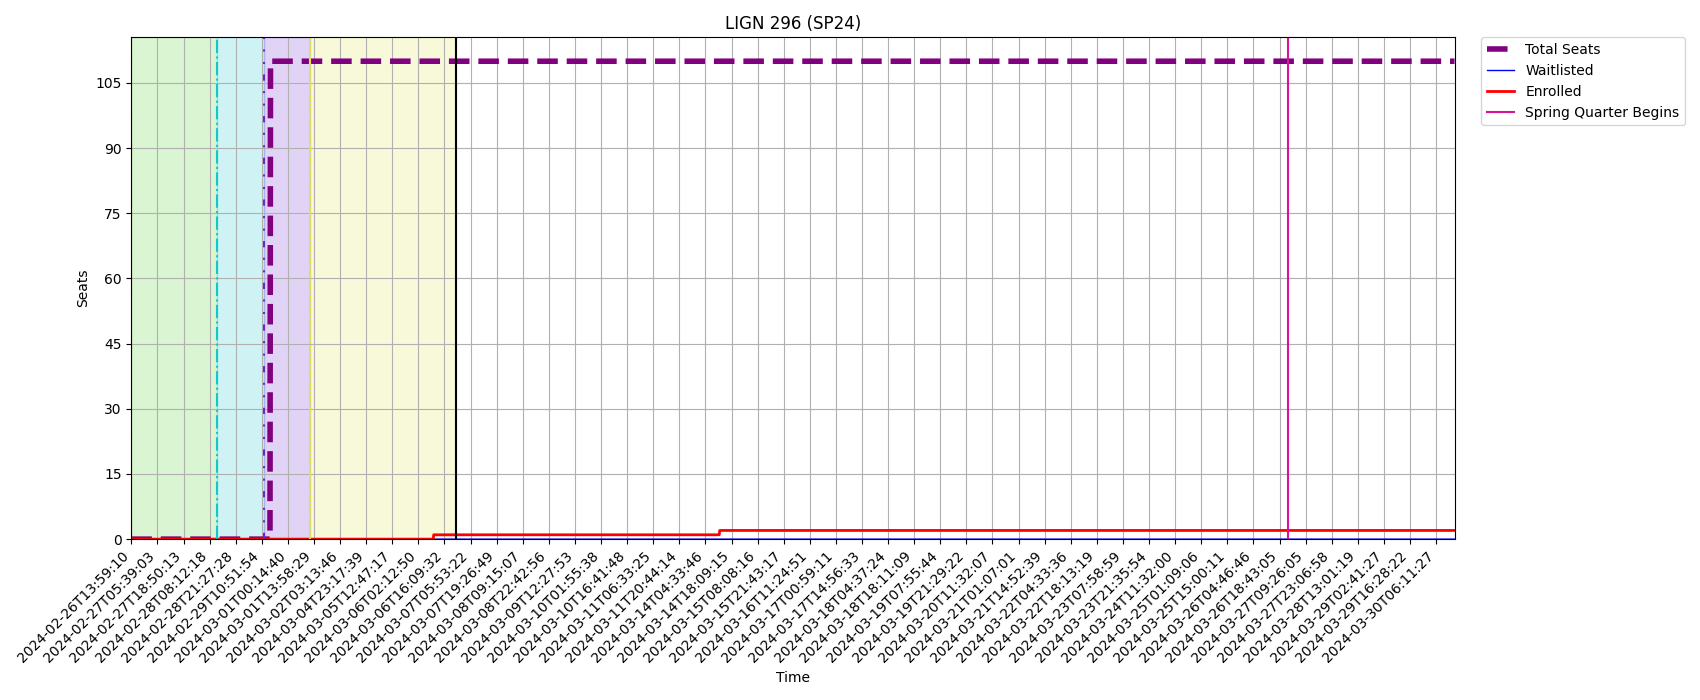 LIGN 296 (SP24)
Total Seats
Waitlisted
Enrolled
Spring Quarter Begins
Seats
105
90
75
60
45
30
15
0
2024-02-26T13:59:10
2024-02-27T05:39:03
2024-02-27T18:50:13
2024-02-28T08:12:18
2024-02-28T21:27:28
2024-02-29T10:51:54
2024-03-01T00:14:40
2024-03-01T13:58:29
2024-03-02T03:13:46
2024-03-04T23:17:39
2024-03-05T12:47:17
2024-03-06T02:12:50
2024-03-06T16:09:32
2024-03-07T05:53:22
2024-03-07T19:26:49
2024-03-08T09:15:07
2024-03-08T22:42:56
2024-03-09T12:27:53
2024-03-10T01:55:38
2024-03-10T16:41:48
2024-03-11T06:33:25
2024-03-11T20:44:14
2024-03-14T04:33:46
2024-03-14T18:09:15
2024-03-15T08:08:16
2024-03-15T21:43:17
2024-03-16T11:24:51
2024-03-17T00:59:11
2024-03-17T14:56:33
2024-03-18T04:37:24
2024-03-18T18:11:09
2024-03-19T07:55:44
2024-03-19T21:29:22
2024-03-20T11:32:07
2024-03-21T01:07:01
2024-03-21T14:52:39
2024-03-22T04:33:36
2024-03-22T18:13:19
2024-03-23T07:58:59
2024-03-23T21:35:54
2024-03-24T11:32:00
2024-03-25T01:09:06
2024-03-25T15:00:11
2024-03-26T04:46:46
2024-03-26T18:43:05
2024-03-27T09:26:05
2024-03-27T23:06:58
2024-03-28T13:01:19
2024-03-29T02:41:27
2024-03-29T16:28:22
2024-03-30T06:11:27
Time